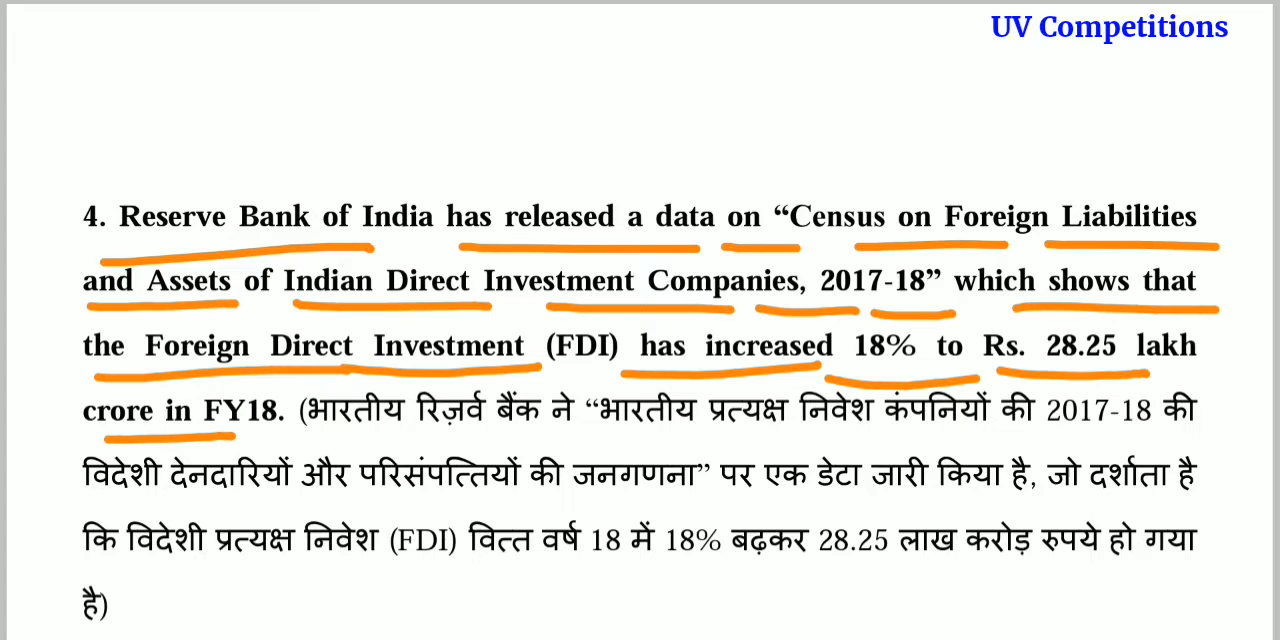 UV Competitions
4. Reserve Bank of India has released a data on “Census on Foreign Liabilities
and Assets of Indian Direct Investment Companies, 2017-18” which shows that
the Foreign Direct Investment (FDI) has increased 18% to Rs. 28.25 lakh
crore in FY18. (भारतीय रिज़र्व बैंक ने “भारतीय प्रत्यक्ष निवेश कंपनियों की 2017-18 की
विदेशी देनदारियों और परिसंपत्तियों की जनगणना” पर एक डेटा जारी किया है, जो दर्शाता है
कि विदेशी प्रत्यक्ष निवेश (FDI) वित्त वर्ष 18 में 18% बढ़कर 28.25 लाख करोड़ रुपये हो गया
है)